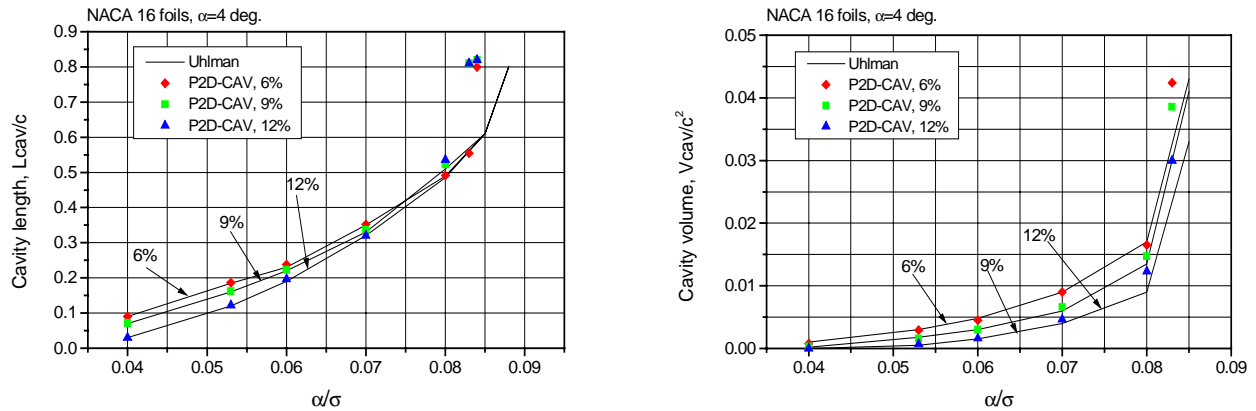 NACA 16 foils, α=4 deg.
Cavity length, Lcav/c
0.9
0.8
0.7
0.6
0.5
0.4
0.3
0.2
0.1
0.0
Uhlman
P2D-CAV, 6%
P2D-CAV, 9%
P2D-CAV, 12%
12%
9%
6%
0.04 0.05 0.06 0.07 0.08 0.09
α/σ
NACA 16 foils, α=4 deg.
Cavity volume, Vcav/c²
0.05
0.04
0.03
0.02
0.01
0.00
Uhlman
P2D-CAV, 6%
P2D-CAV, 9%
P2D-CAV, 12%
12%
6%
9%
0.04 0.05 0.06 0.07 0.08 0.09
α/σ